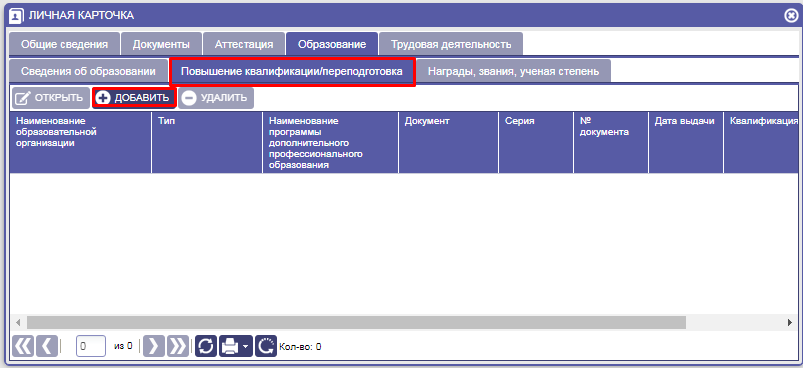 ЛИЧНАЯ КАРТОЧКА
Общие сведения Документы Аттестация Образование Трудовая деятельность
Сведения об образовании Повышение квалификации/переподготовка Награды, звания, ученая степень
ОТКРЫТЬ ДОБАВИТЬ УДАЛИТЬ
Наименование
образовательной
организации
Тип
Наименование
программы
дополнительного
профессионального
образования
Документ
Серия
№
документа
Дата выдачи
Квалификация
0 из 0 Кол-во: 0